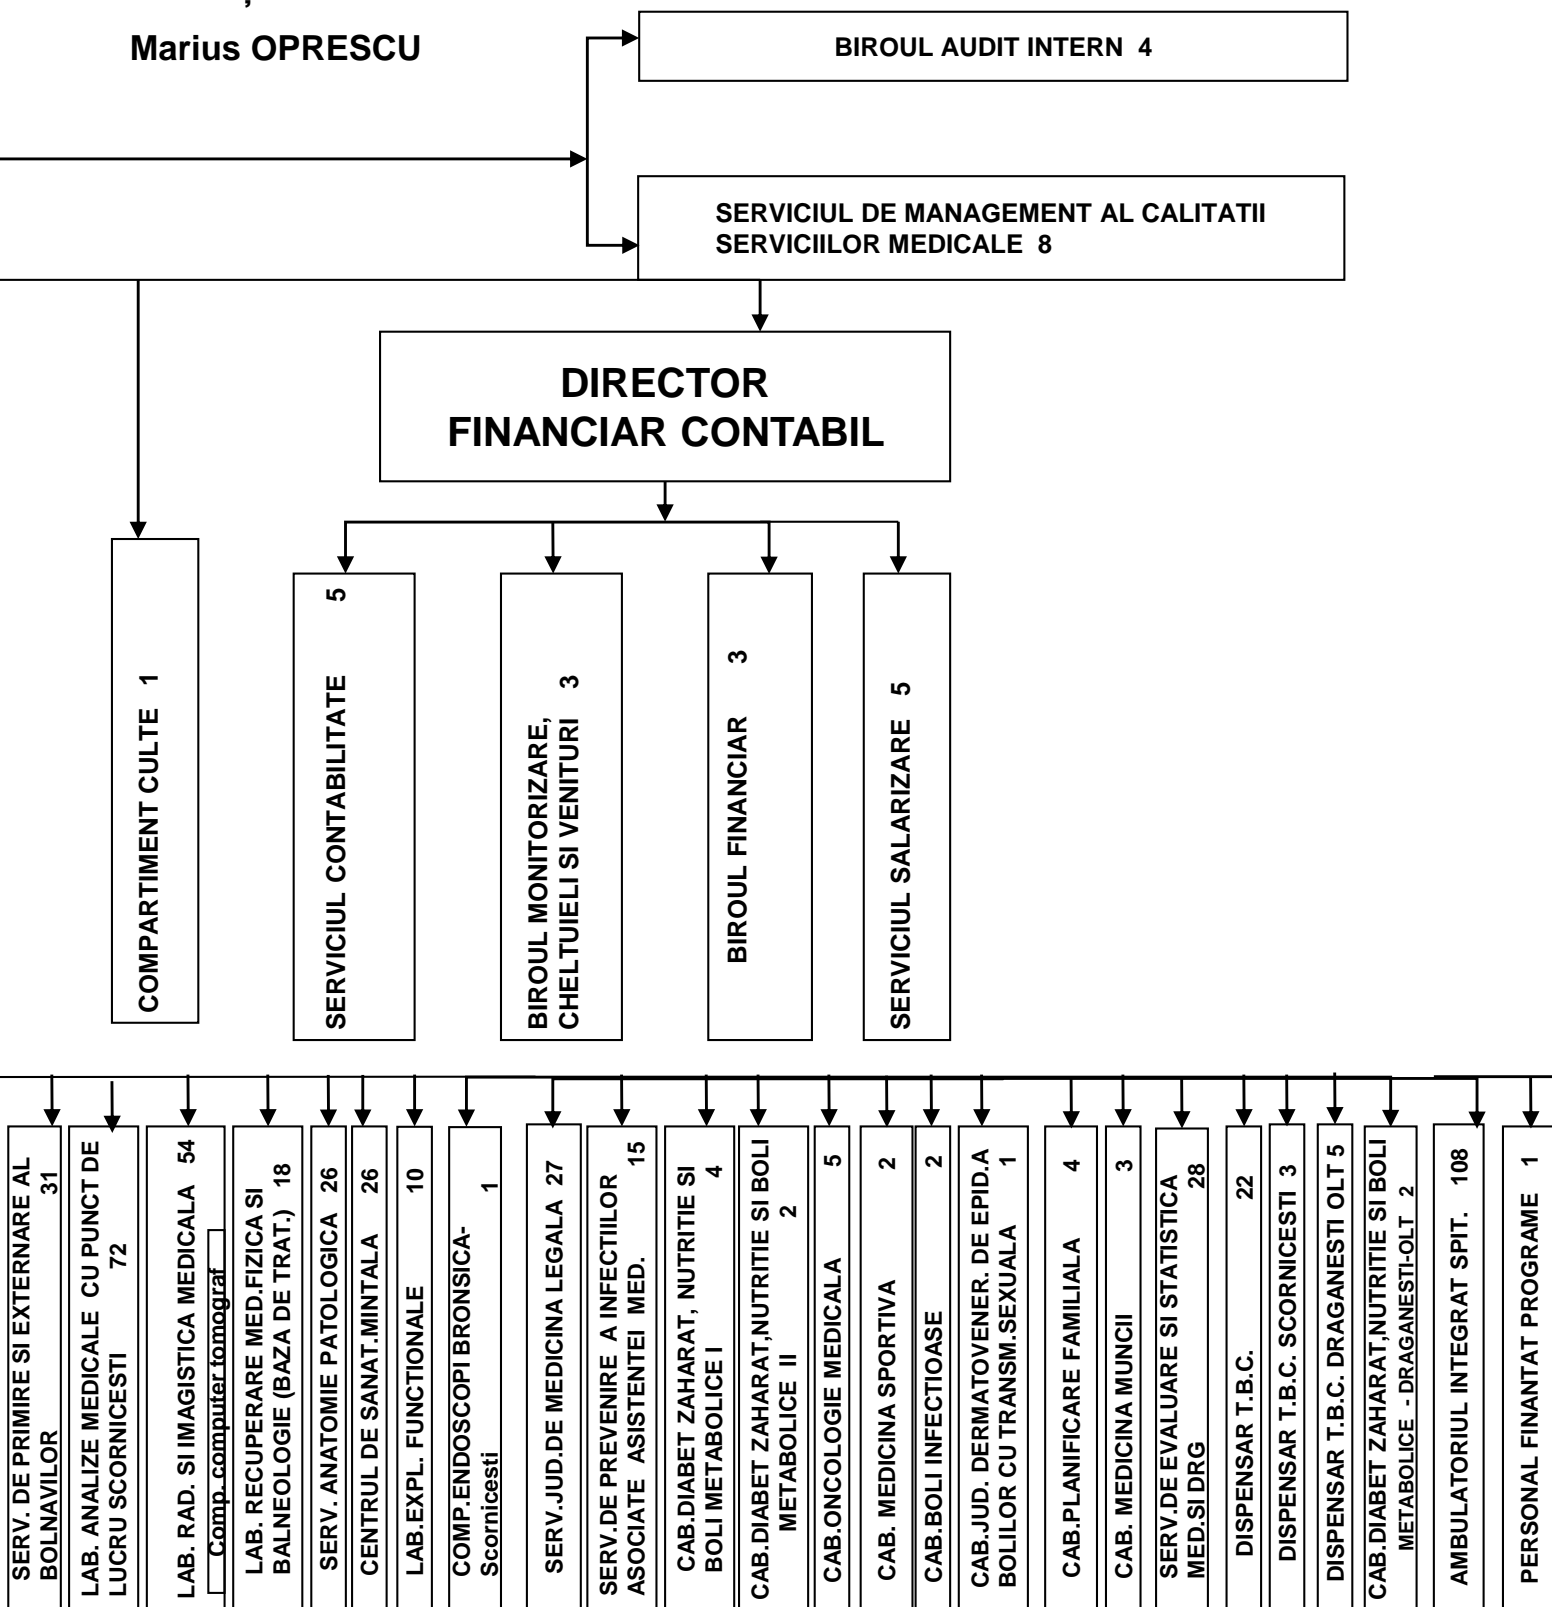 Marius OPRESCU
BIROUL AUDIT INTERN 4
SERVICIUL DE MANAGEMENT AL CALITATII
SERVICIILOR MEDICALE 8
DIRECTOR
FINANCIAR CONTABIL
COMPARTIMENT CULTE 1
SERVICIUL CONTABILITATE 5
BIROUL MONITORIZARE,
CHELTUIELI SI VENITURI 3
BIROUL FINANCIAR 3
SERVICIUL SALARIZARE 5
SERV. DE PRIMIRE SI EXTERNARE AL
BOLNAVILOR 31
LAB. ANALIZE MEDICALE CU PUNCT DE
LUCRU SCORNICESTI 72
LAB. RAD. SI IMAGISTICA MEDICALA 54
Comp. computer tomograf
LAB. RECUPERARE MED.FIZICA SI
BALNEOLOGIE (BAZA DE TRAT.) 18
SERV. ANATOMIE PATOLOGICA 26
CENTRUL DE SANAT.MINTALA 26
LAB.EXPL. FUNCTIONALE 10
COMP.ENDOSCOPI BRONSICA-
Scornicesti 1
SERV.JUD.DE MEDICINA LEGALA 27
SERV.DE PREVENIRE A INFECTIILOR
ASOCIATE ASISTENTEI MED. 15
CAB.DIABET ZAHARAT, NUTRITIE SI
BOLI METABOLICE I 4
CAB.DIABET ZAHARAT,NUTRITIE SI BOLI
METABOLICE II 2
CAB.ONCOLOGIE MEDICALA 5
CAB. MEDICINA SPORTIVA 2
CAB.BOLI INFECTIOASE 2
CAB.JUD. DERMATOVENER. DE EPID.A
BOLILOR CU TRANSM.SEXUALA 1
CAB.PLANIFICARE FAMILIALA 4
CAB. MEDICINA MUNCII 3
SERV.DE EVALUARE SI STATISTICA
MED.SI DRG 28
DISPENSAR T.B.C. 22
DISPENSAR T.B.C. SCORNICESTI 3
DISPENSAR T.B.C. DRAGANESTI OLT 5
CAB.DIABET ZAHARAT,NUTRITIE SI BOLI
METABOLICE - DRAGANESTI-OLT 2
AMBULATORIUL INTEGRAT SPIT. 108
PERSONAL FINANTAT PROGRAME 1